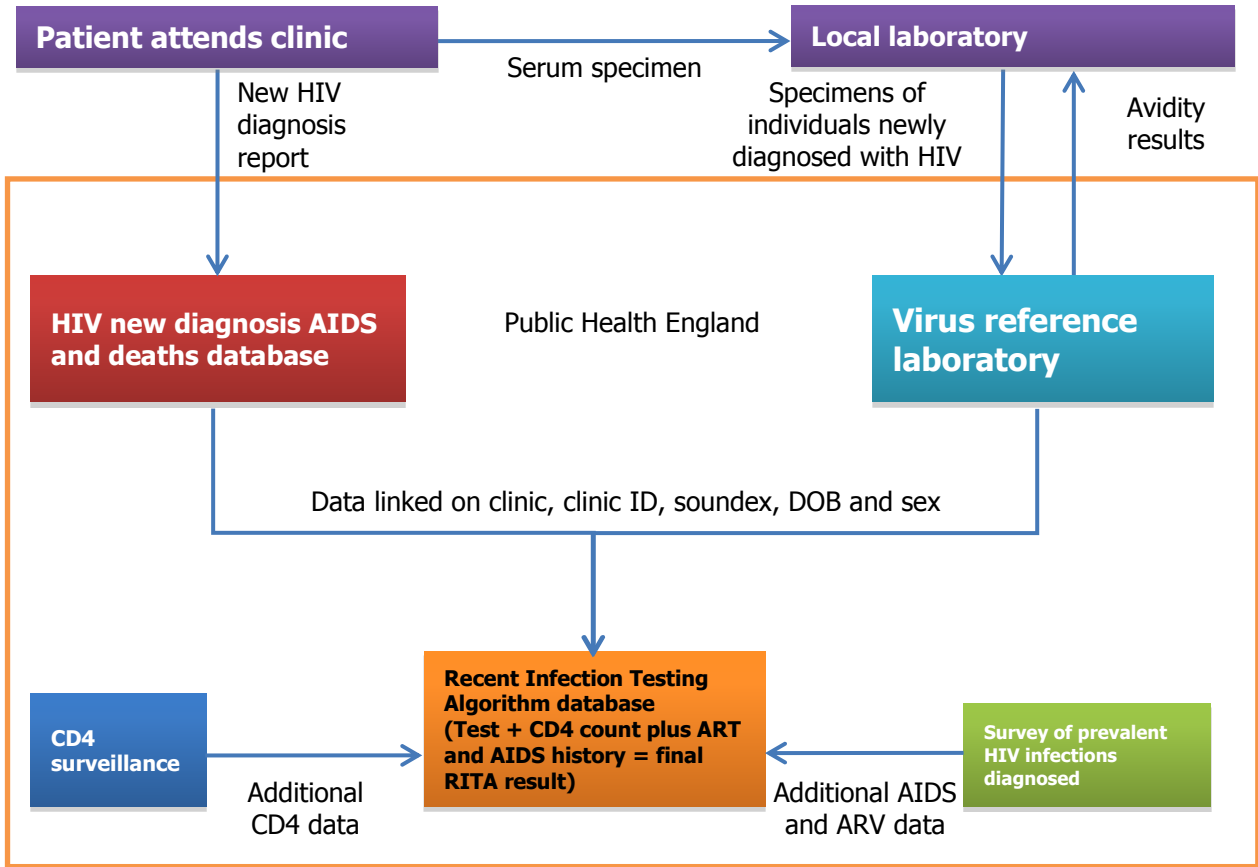 Patient attends clinic
Local laboratory
Serum specimen
New HIV
diagnosis
report
Specimens of
individuals newly
diagnosed with HIV
Avidity
results
HIV new diagnosis AIDS
and deaths database
Public Health England
Virus reference
laboratory
Data linked on clinic, clinic ID, soundex, DOB and sex
Recent Infection Testing
Algorithm database
(Test + CD4 count plus ART
and AIDS history = final
RITA result)
CD4
surveillance
Survey of prevalent
HIV infections
diagnosed
Additional
CD4 data
Additional AIDS
and ARV data